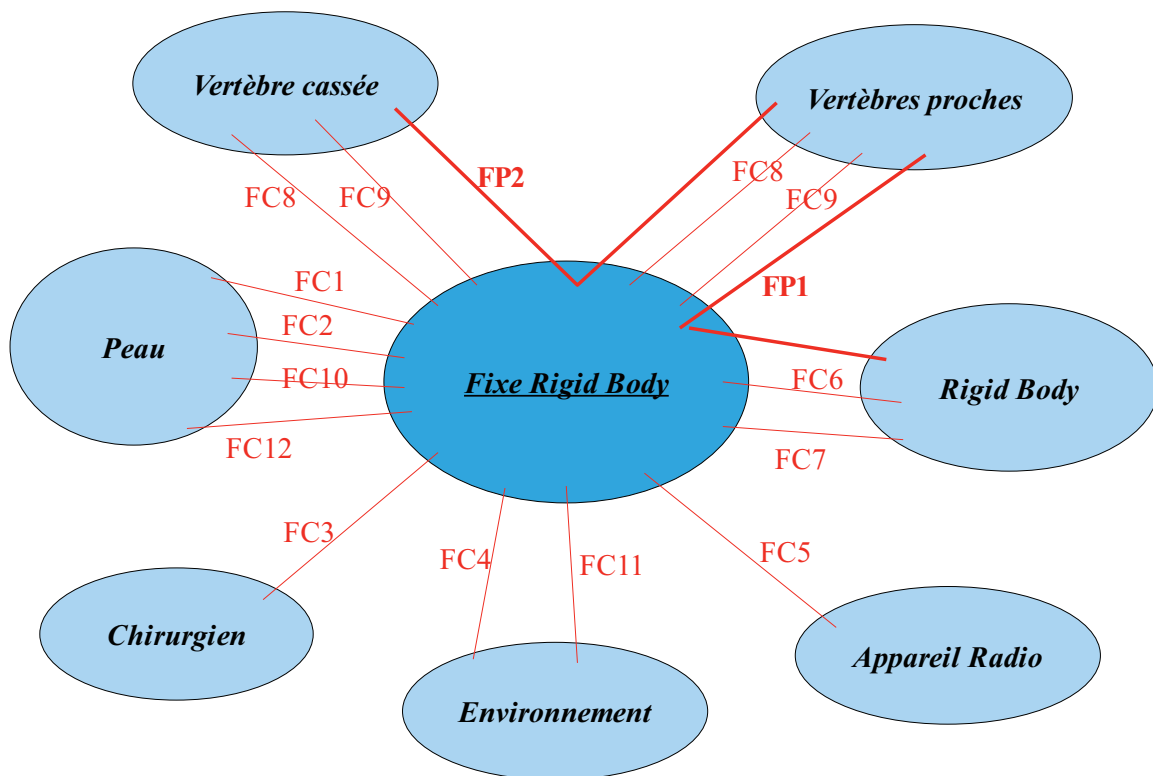 Vertèbre cassée
Vertèbres proches
FP2
FC8
FC8
FC9
FC9
FC1
FP1
FC2
Peau
FC10
Fixe Rigid Body
FC6
Rigid Body
FC12
FC7
FC3
FC4
FC11
FC5
Chirurgien
Appareil Radio
Environnement